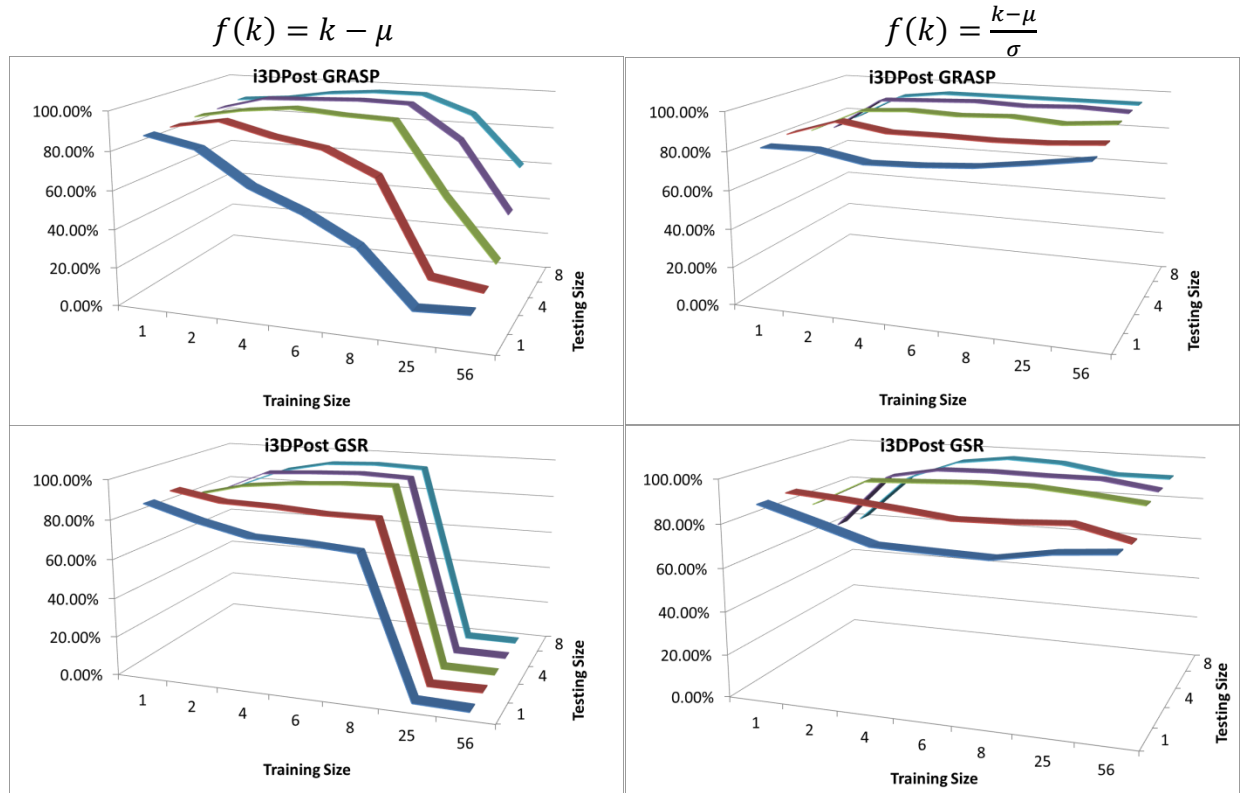 f(k) = k − μ
f(k) = \frac{k−μ}{σ}
i3DPost GRASP
100.00%
80.00%
60.00%
40.00%
20.00%
0.00%
1 2 4 6 8 25 56
Training Size
1 4 8
Testing Size
i3DPost GRASP
100.00%
80.00%
60.00%
40.00%
20.00%
0.00%
1 2 4 6 8 25 56
Training Size
1 4 8
Testing Size
i3DPost GSR
100.00%
80.00%
60.00%
40.00%
20.00%
0.00%
1 2 4 6 8 25 56
Training Size
1 4 8
Testing Size
i3DPost GSR
100.00%
80.00%
60.00%
40.00%
20.00%
0.00%
1 2 4 6 8 25 56
Training Size
1 4 8
Testing Size